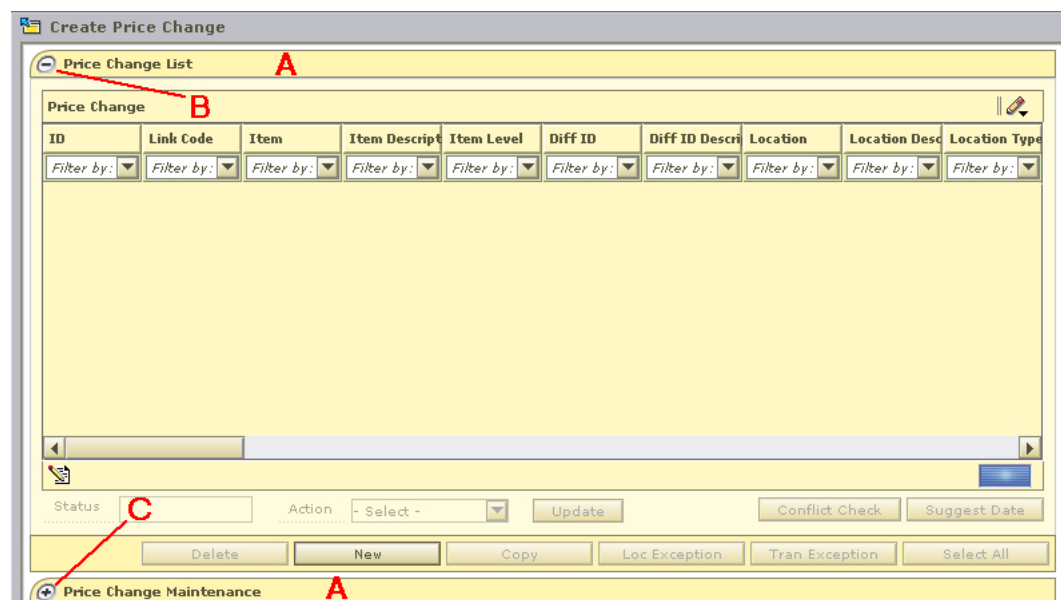 Create Price Change
Price Change List A
B
Price Change
ID Link Code Item Item Descript Item Level Diff ID Diff ID Descri Location Location Desc Location Type
Filter by: Filter by: Filter by: Filter by: Filter by: Filter by: Filter by: Filter by: Filter by: Filter by:
Status C Action - Select - Update Conflict Check Suggest Date
Delete New Copy Loc Exception Tran Exception Select All
Price Change Maintenance A